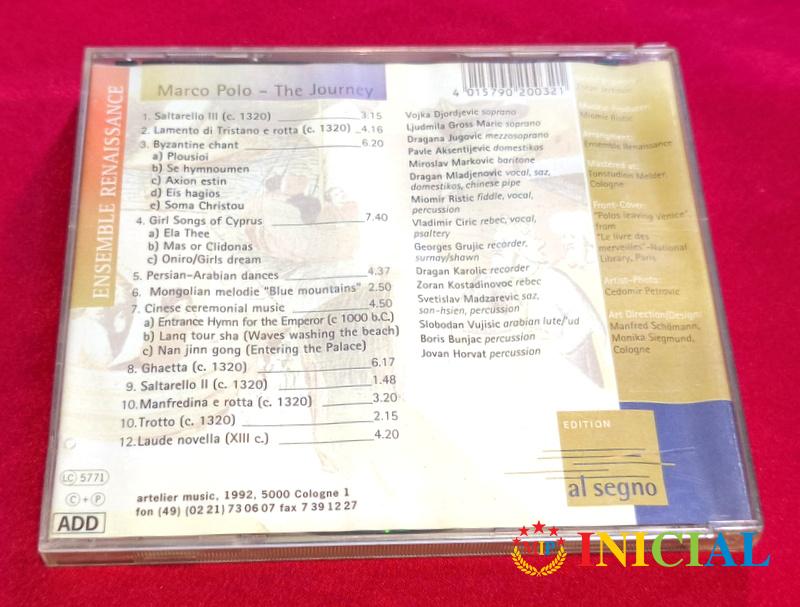 ENSEMBLE RENAISSANCE
Marco Polo – The Journey
1. Saltarello III (c. 1320) 3.15
2. Lamento di Tristano e rotta (c. 1320) 4.16
3. Byzantine chant 6.20
a) Plousioi
b) Se hymnoumen
c) Axion estin
d) Eis hagios
e) Soma Christou
4. Girl Songs of Cyprus 7.40
a) Ela Thee
b) Mas or Clidonas
c) Oniro/Girls dream
5. Persian-Arabian dances 4.37
6. Mongolian melodie "Blue mountains" 2.50
7. Cinese ceremonial music 4.50
a) Entrance Hymn for the Emperor (c 1000 b.C.)
b) Lang tour sha (Waves washing the beach)
c) Nan jinn gong (Entering the Palace)
8. Ghaetta (c. 1320) 6.17
9. Saltarello II (c. 1320) 1.48
10. Manfredina e rotta (c. 1320) 3.20
10. Trotto (c. 1320) 2.15
12. Laude novella (XIII c.) 4.20
LC 5771
C + P
ADD
artelier music, 1992, 5000 Cologne 1
fon (49) (02 21) 73 06 07 fax 7 39 12 27
4 015790 200321
Vojka Djordjevic soprano
Ljudmila Gross Marie soprano
Dragana Jugovic mezzosoprano
Pavle Aksentijevic domestikos
Miroslav Markovic baritone
Dragan Mladjenovic vocal, saz,
domestikos, chinese pipe
Miomir Ristic fiddle, vocal,
percussion
Vladimir Ciric rebec, vocal,
psaltery
Georges Grujic recorder,
surnay/shawn
Dragan Karolic recorder
Zoran Kostadinovoc rebec
Svetislav Madzarevic saz,
san-hsien, percussion
Slobodan Vujisic arabian lute/'ud
Boris Bunjac percussion
Jovan Horvat percussion
Miomir Ristic
Arrangment:
Ensemble Renaissance
Mastered at:
Tonstudion Melder,
Cologne
Front-Cover:
"Polos leaving Venice",
from
"Le livre des
merveilles"-National
Library, Paris
Artist-Photo:
Cedomir Petrovic
Art Direction/Design:
Manfred Schömann,
Monika Siegmund,
Cologne
EDITION
al segno
VIP INICIAL